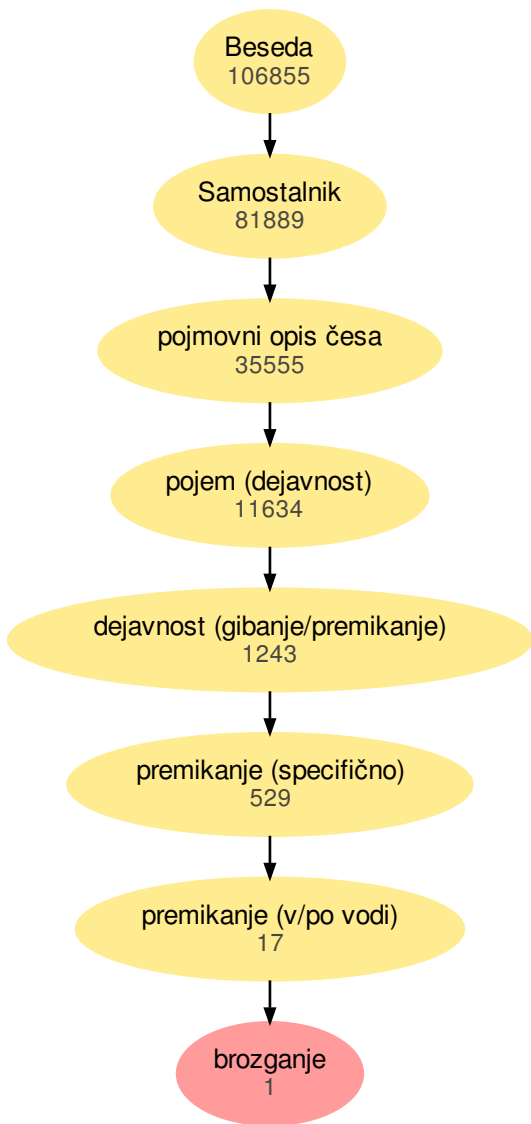 Beseda
106855
Samostalnik
81889
pojmovni opis česa
35555
pojem (dejavnost)
11634
dejavnost (gibanje/premikanje)
1243
premikanje (specifično)
529
premikanje (v/po vodi)
17
brozganje
1